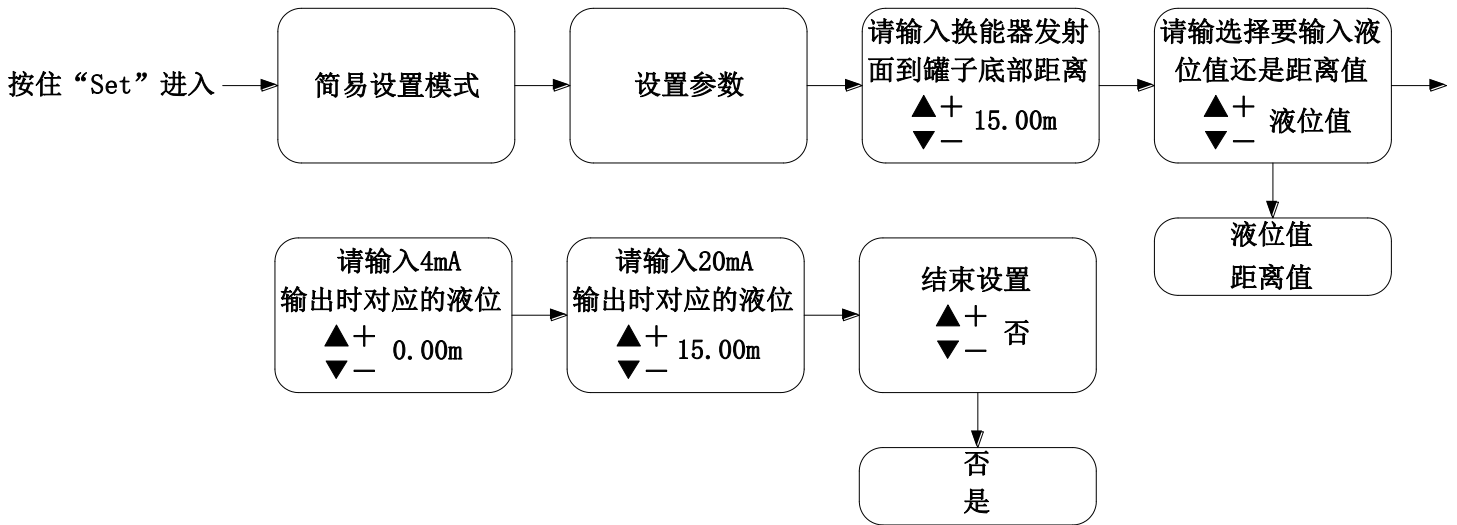 按住“Set”进入
简易设置模式
设置参数
请输入换能器发射
面到罐子底部距离
▲+
▼- 15.00m
请输选择要输入液
位值还是距离值
▲+
▼- 液位值
液位值
距离值
请输入4mA
输出时对应的液位
▲+
▼- 0.00m
请输入20mA
输出时对应的液位
▲+
▼- 15.00m
结束设置
▲+
▼- 否
否
是